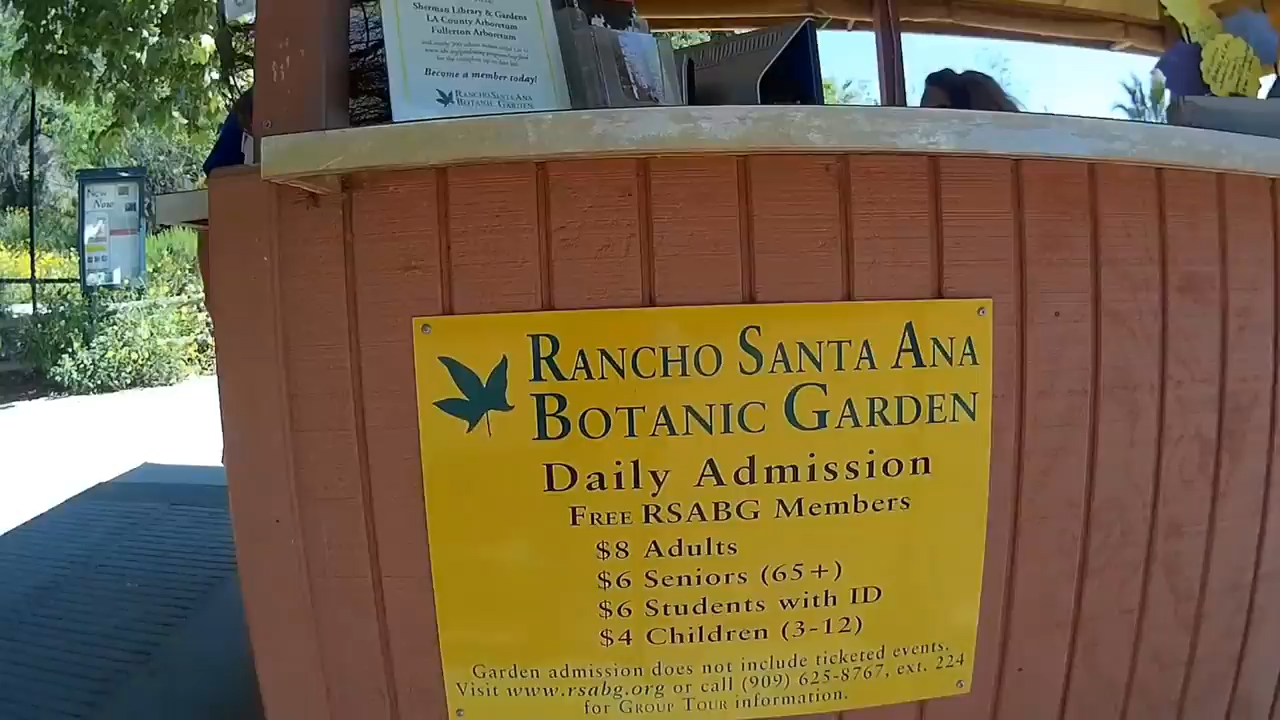 Sherman Library & Gardens
LA County Arboretum
Fullerton Arboretum
Become a member today!
RANCHO SANTA ANA
BOTANIC GARDEN
New
Now
RANCHO SANTA ANA
BOTANIC GARDEN
Daily Admission
FREE RSABG Members
$8 Adults
$6 Seniors (65+)
$6 Students with ID
$4 Children (3-12)
Garden admission does not include ticketed events.
Visit www.rsabg.org or call (909) 625-8767, ext. 224
for GROUP TOUR information.